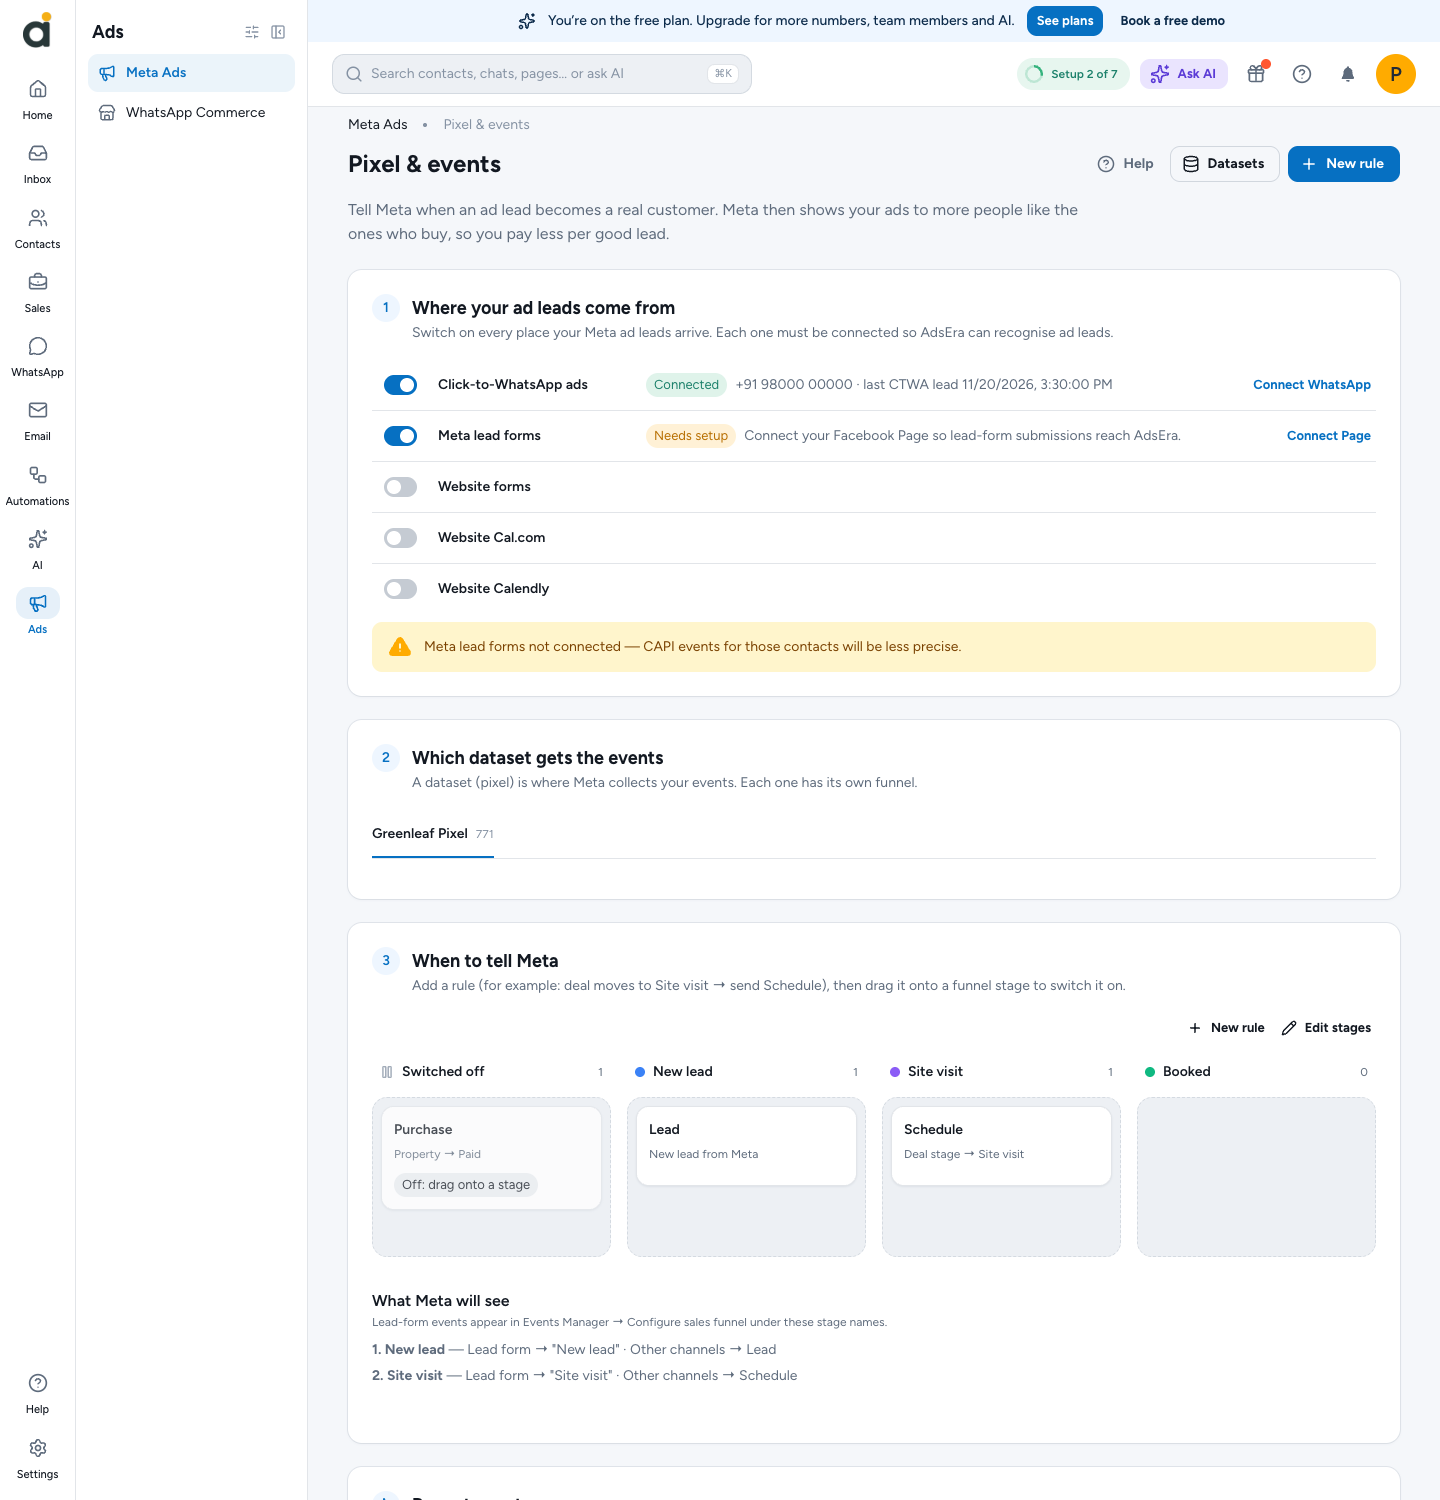 You're on the free plan. Upgrade for more numbers, team members and AI. See plans Book a free demo
Ads
Search contacts, chats, pages... or ask AI ⌘K
Setup 2 of 7
Ask AI
P
Home
Inbox
Contacts
Sales
WhatsApp
Email
Automations
AI
Ads
Help
Settings
Meta Ads
WhatsApp Commerce
Meta Ads • Pixel & events
Pixel & events
Help
Datasets
New rule
Tell Meta when an ad lead becomes a real customer. Meta then shows your ads to more people like the
ones who buy, so you pay less per good lead.
1 Where your ad leads come from
Switch on every place your Meta ad leads arrive. Each one must be connected so AdsEra can recognise ad leads.
Click-to-WhatsApp ads Connected +91 98000 00000 · last CTWA lead 11/20/2026, 3:30:00 PM Connect WhatsApp
Meta lead forms Needs setup Connect your Facebook Page so lead-form submissions reach AdsEra. Connect Page
Website forms
Website Cal.com
Website Calendly
Meta lead forms not connected — CAPI events for those contacts will be less precise.
2 Which dataset gets the events
A dataset (pixel) is where Meta collects your events. Each one has its own funnel.
Greenleaf Pixel 771
3 When to tell Meta
Add a rule (for example: deal moves to Site visit → send Schedule), then drag it onto a funnel stage to switch it on.
New rule Edit stages
Switched off 1
Purchase
Property → Paid
Off: drag onto a stage
New lead 1
Lead
New lead from Meta
Site visit 1
Schedule
Deal stage → Site visit
Booked 0
What Meta will see
Lead-form events appear in Events Manager → Configure sales funnel under these stage names.
1. New lead — Lead form → "New lead" · Other channels → Lead
2. Site visit — Lead form → "Site visit" · Other channels → Schedule